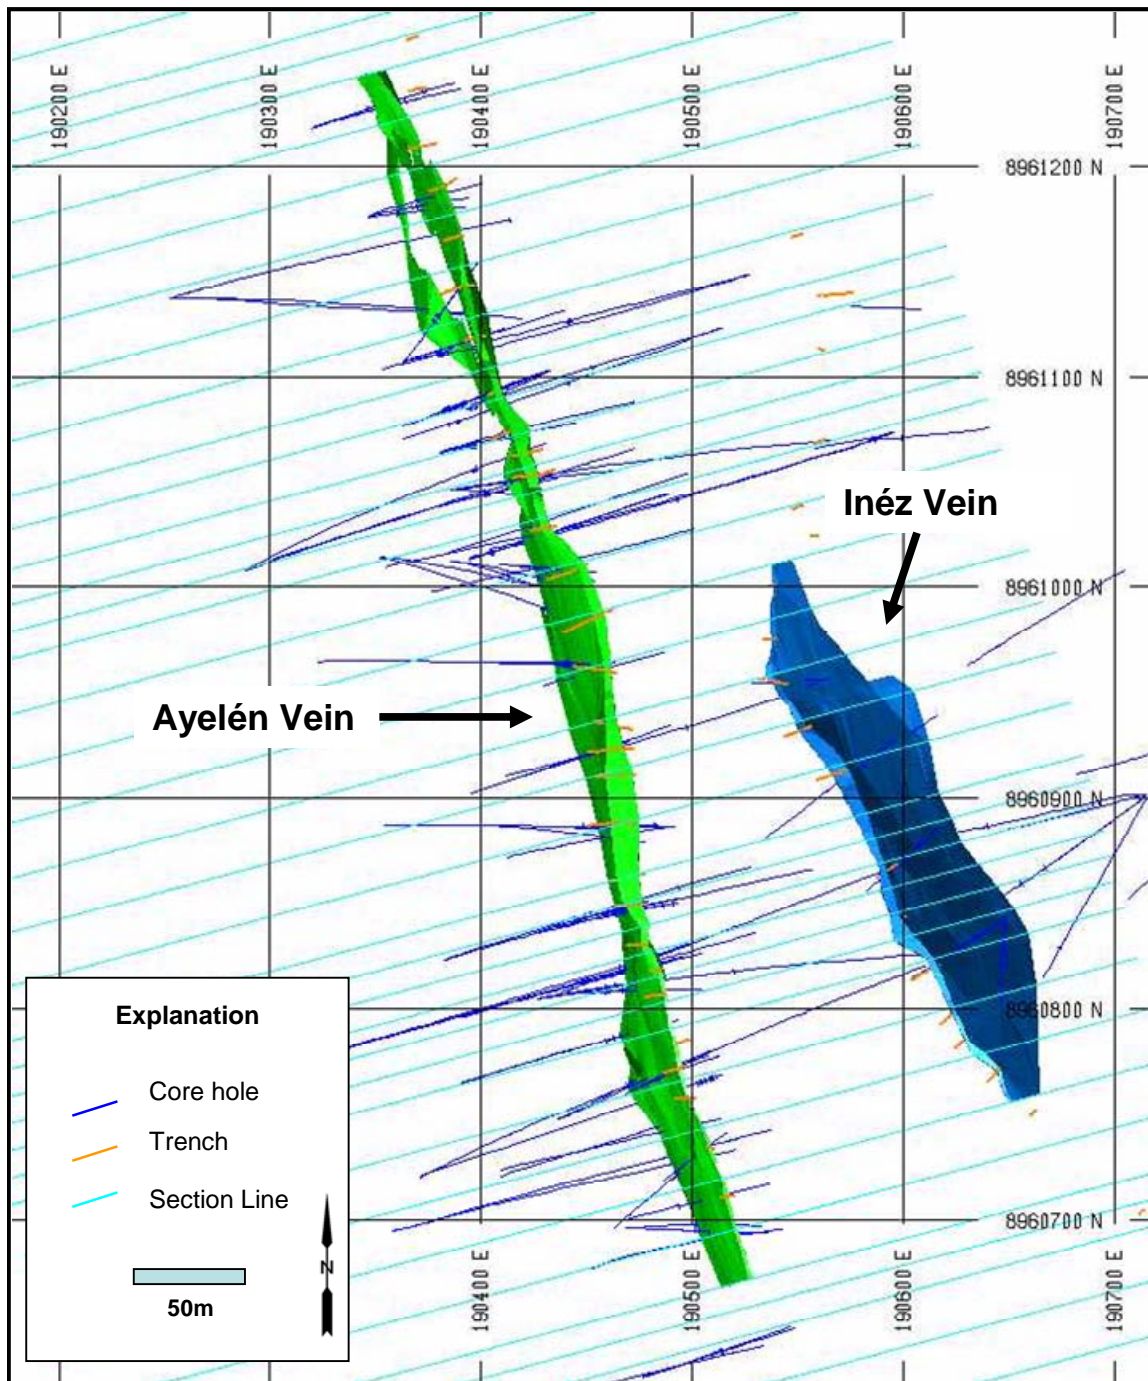 190200 E
190300 E
190400 E
190500 E
190600 E
190700 E
8961200 N
8961100 N
Inéz Vein
8961000 N
Ayelén Vein
8960900 N
Explanation
8960800 N
Core hole
Trench
Section Line
8960700 N
N
50m
190400 E
190500 E
190600 E
190700 E